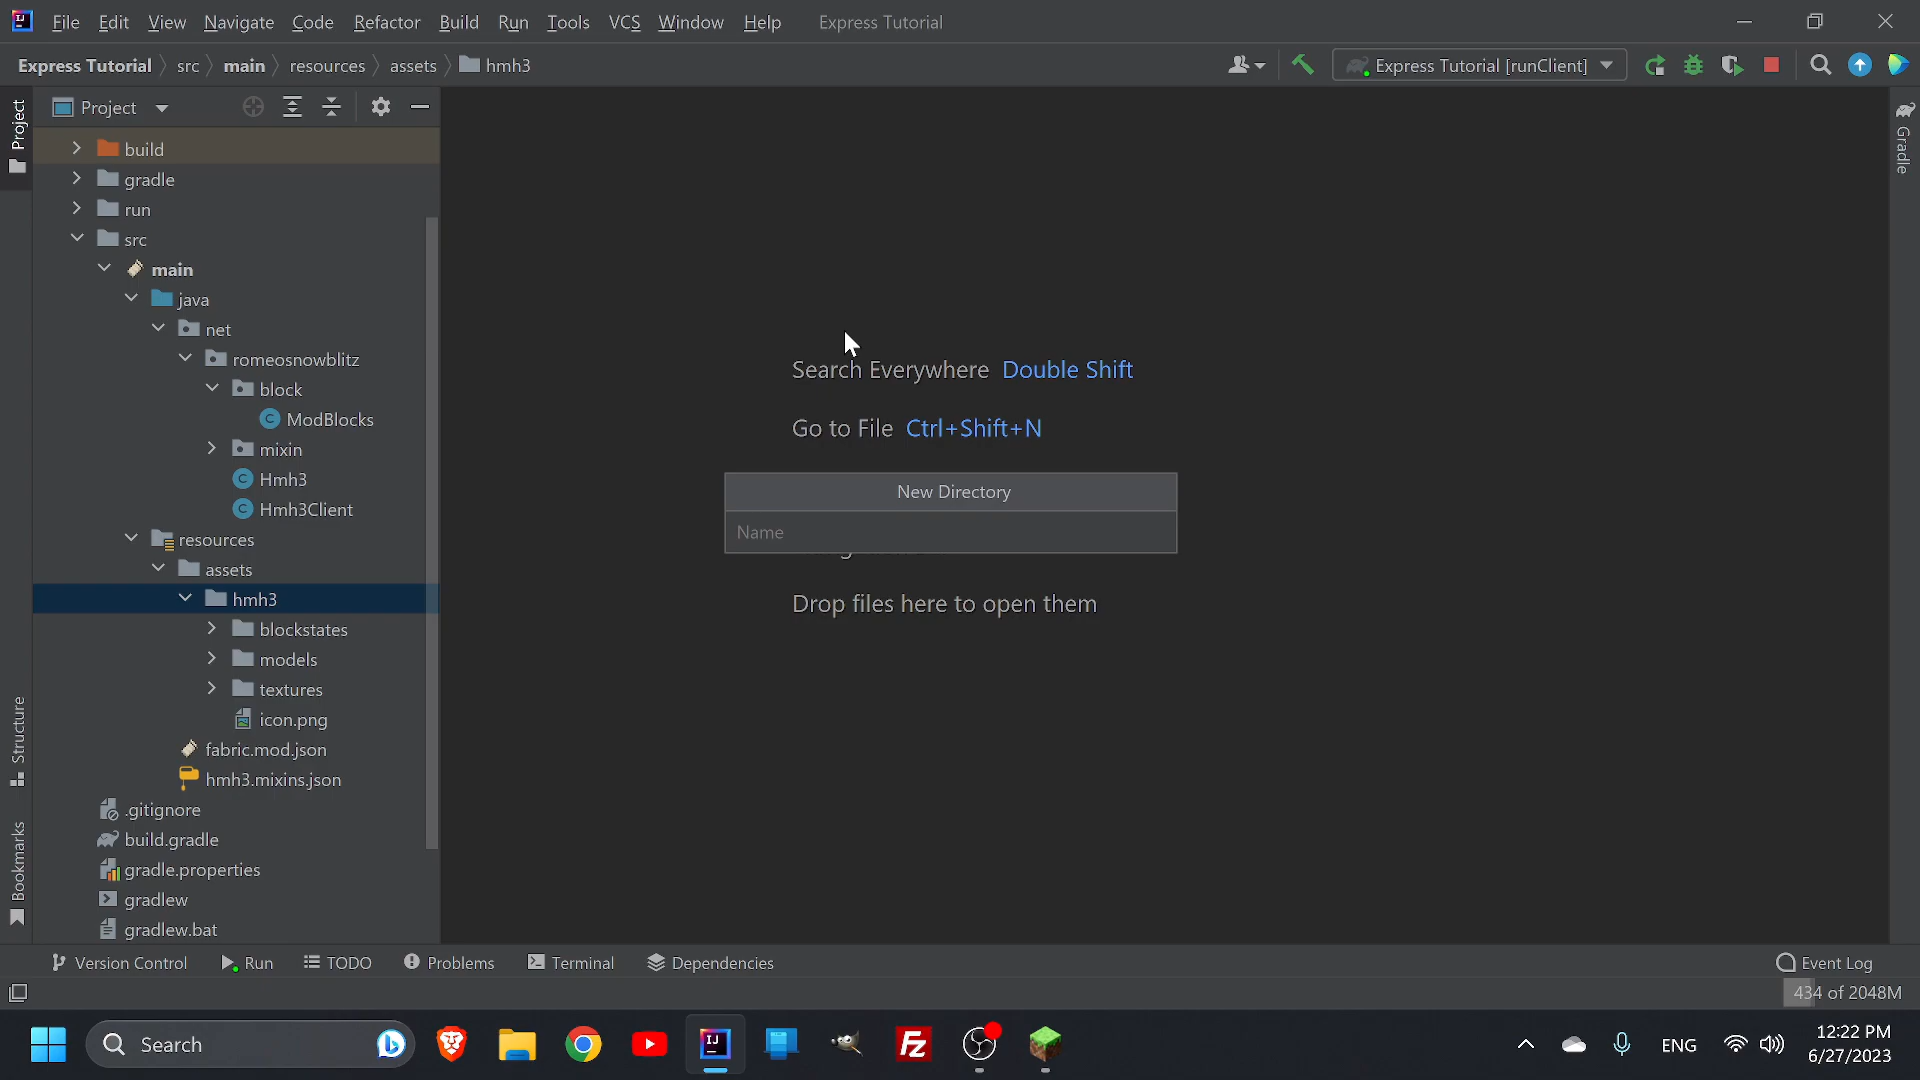 File Edit View Navigate Code Refactor Build Run Tools VCS Window Help Express Tutorial
Express Tutorial src main resources assets hmh3
Express Tutorial [runClient]
Project
Project
Gradle
Structure
Bookmarks
build
gradle
run
src
main
java
net
romeosnowblitz
block
ModBlocks
mixin
Hmh3
Hmh3Client
resources
assets
hmh3
blockstates
models
textures
icon.png
fabric.mod.json
hmh3.mixins.json
.gitignore
build.gradle
gradle.properties
gradlew
gradlew.bat
Search Everywhere Double Shift
Go to File Ctrl+Shift+N
New Directory
Name
Drop files here to open them
Version Control Run TODO Problems Terminal Dependencies Event Log
434 of 2048M
Search
ENG
12:22 PM
6/27/2023